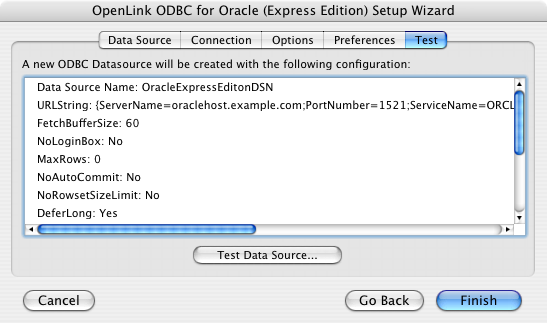 OpenLink ODBC for Oracle (Express Edition) Setup Wizard
Data Source Connection Options Preferences Test
A new ODBC Datasource will be created with the following configuration:
Data Source Name: OracleExpressEditonDSN
URLString: {ServerName=oraclehost.example.com;PortNumber=1521;ServiceName=ORCL
FetchBufferSize: 60
NoLoginBox: No
MaxRows: 0
NoAutoCommit: No
NoRowsetSizeLimit: No
DeferLong: Yes
Test Data Source...
Cancel Go Back Finish